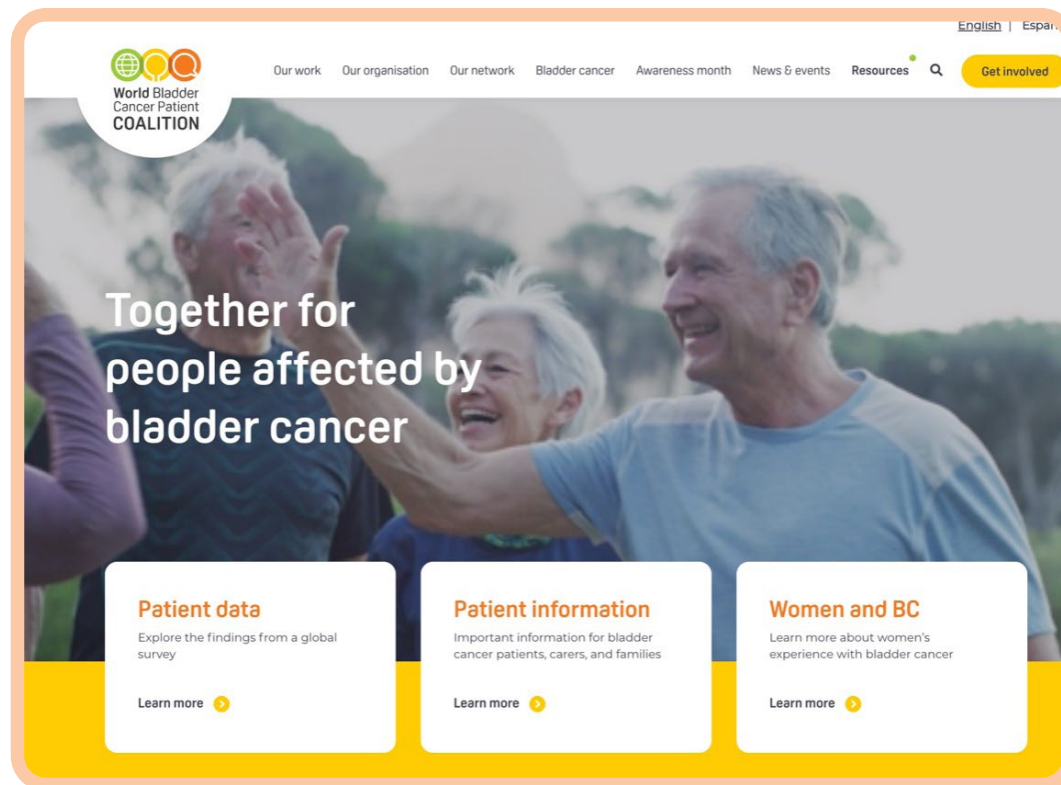 English |
World Bladder
Cancer Patient
COALITION
Our work Our organisation Our network Bladder cancer Awareness month News & events Resources Get involved
Together for
people affected by
bladder cancer
Patient data
Explore the findings from a global
survey
Learn more
Patient information
Important information for bladder
cancer patients, carers, and families
Learn more
Women and BC
Learn more about women's
experience with bladder cancer
Learn more